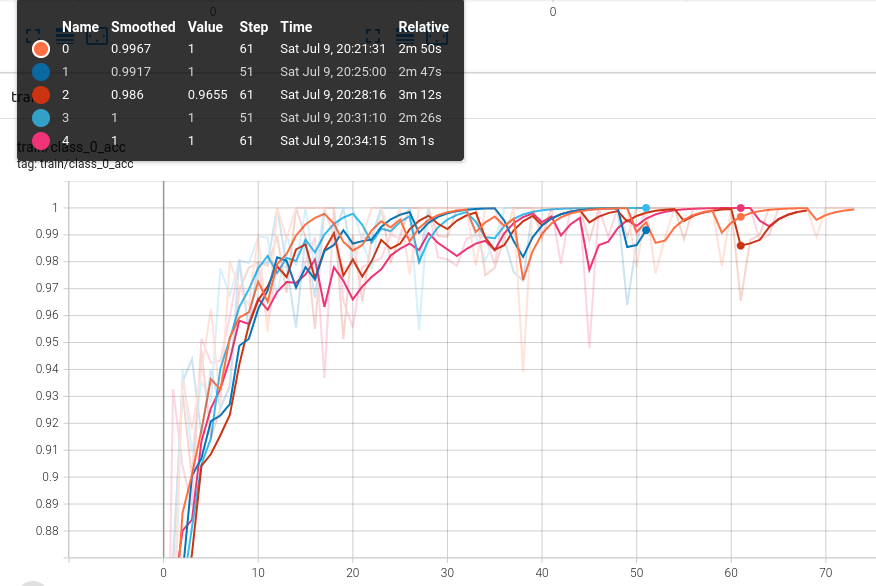 0 0
Name Smoothed Value Step Time Relative
0 0.9967 1 61 Sat Jul 9, 20:21:31 2m 50s
1 0.9917 1 51 Sat Jul 9, 20:25:00 2m 47s
2 0.986 0.9655 61 Sat Jul 9, 20:28:16 3m 12s
3 1 1 51 Sat Jul 9, 20:31:10 2m 26s
4 1 1 61 Sat Jul 9, 20:34:15 3m 1s
train/class_0_acc
tag: train/class_0_acc
1
0.99
0.98
0.97
0.96
0.95
0.94
0.93
0.92
0.91
0.9
0.89
0.88
0 10 20 30 40 50 60 70